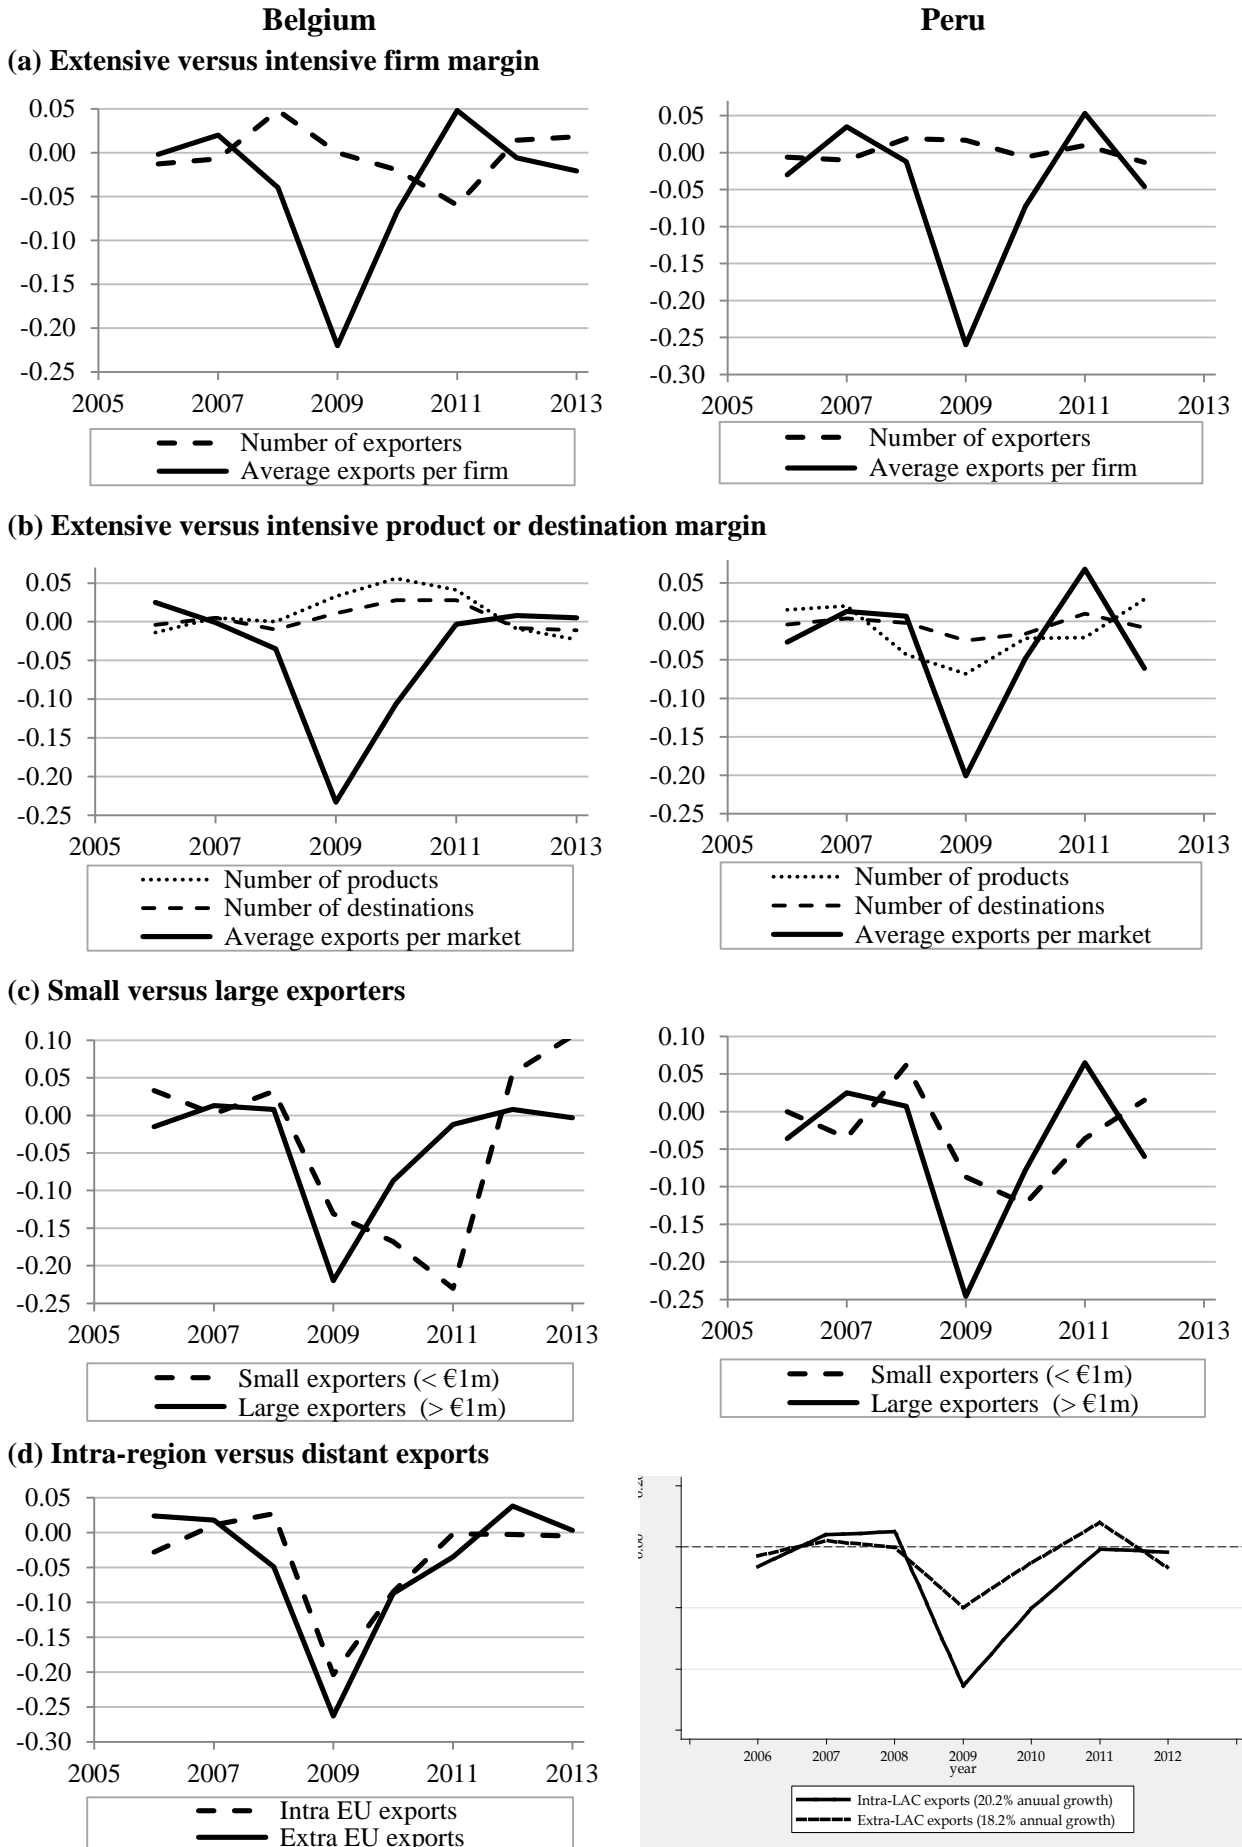 Belgium Peru
(a) Extensive versus intensive firm margin
0.05
0.00
-0.05
-0.10
-0.15
-0.20
-0.25
2005 2007 2009 2011 2013
Number of exporters
Average exports per firm
0.05
0.00
-0.05
-0.10
-0.15
-0.20
-0.25
-0.30
2005 2007 2009 2011 2013
Number of exporters
Average exports per firm
(b) Extensive versus intensive product or destination margin
0.05
0.00
-0.05
-0.10
-0.15
-0.20
-0.25
2005 2007 2009 2011 2013
Number of products
Number of destinations
Average exports per market
0.05
0.00
-0.05
-0.10
-0.15
-0.20
-0.25
2005 2007 2009 2011 2013
Number of products
Number of destinations
Average exports per market
(c) Small versus large exporters
0.10
0.05
0.00
-0.05
-0.10
-0.15
-0.20
-0.25
2005 2007 2009 2011 2013
Small exporters (< €1m)
Large exporters (> €1m)
0.10
0.05
0.00
-0.05
-0.10
-0.15
-0.20
-0.25
2005 2007 2009 2011 2013
Small exporters (< €1m)
Large exporters (> €1m)
(d) Intra-region versus distant exports
0.05
0.00
-0.05
-0.10
-0.15
-0.20
-0.25
-0.30
2005 2007 2009 2011 2013
Intra EU exports
Extra EU exports
0.00
2006 2007 2008 2009 2010 2011 2012
year
Intra-LAC exports (20.2% anuual growth)
Extra-LAC exports (18.2% annual growth)